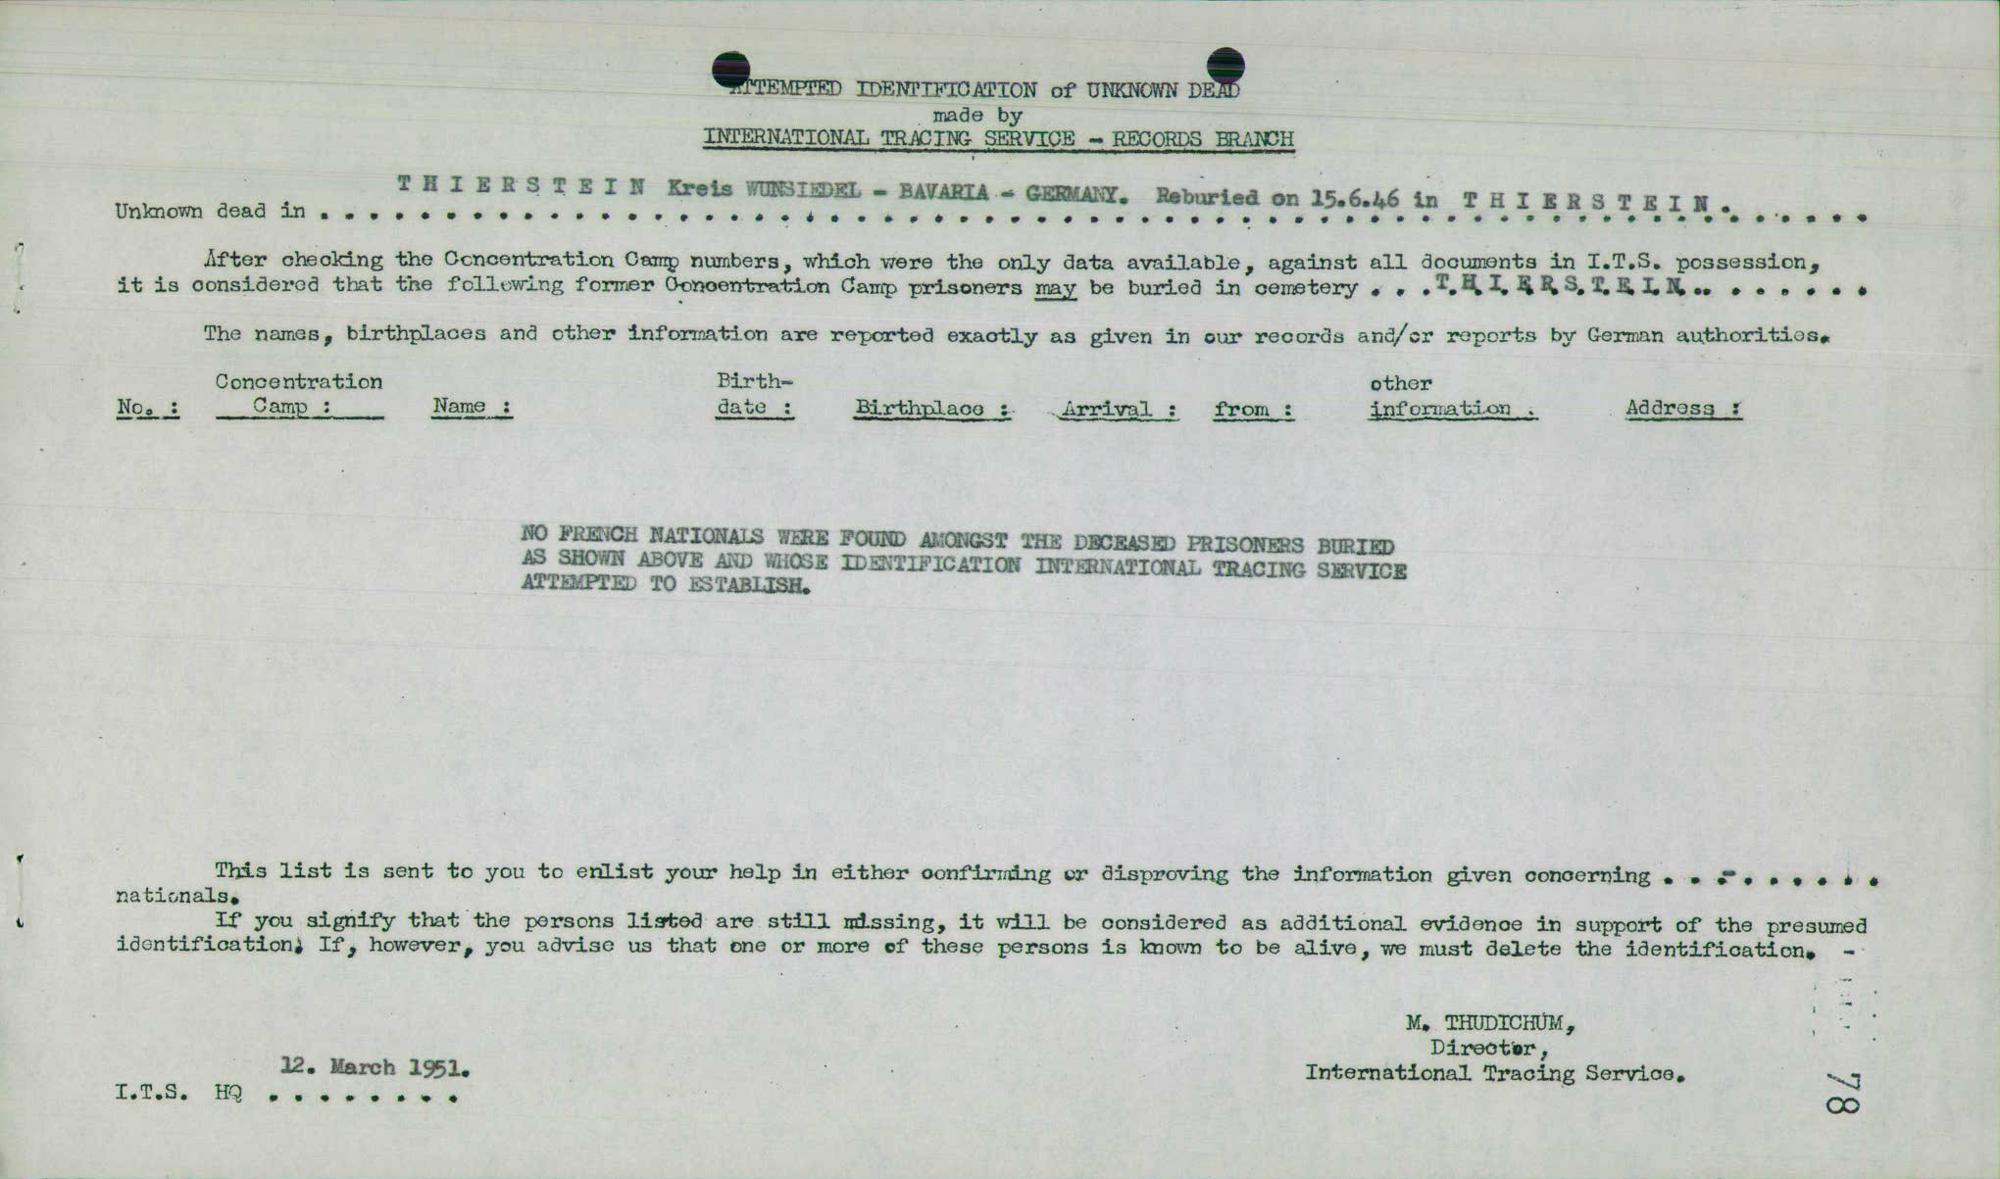 ATTEMPTED IDENTIFICATION of UNKNOWN DEAD
made by
INTERNATIONAL TRACING SERVICE - RECORDS BRANCH
T H I E R S T E I N Kreis WUNSIEDEL - BAVARIA - GERMANY. Reburied on 15.6.46 in T H I E R S T E I N.
Unknown dead in . . . . . . . . . . . . . . . . . . . . . . . . . . . . . . . . . . . . . . . . . . . . . . . . . . . . . . . . . . . . . .
After checking the Concentration Camp numbers, which were the only data available, against all documents in I.T.S. possession,
it is considered that the following former Concentration Camp prisoners may be buried in cemetery . . .T.H.I.E.R.S.T.E.I.N.. . . . . . .
The names, birthplaces and other information are reported exactly as given in our records and/or reports by German authorities.
Concentration Birth- other
No. : Camp : Name : date : Birthplace : Arrival : from : information : Address :
NO FRENCH NATIONALS WERE FOUND AMONGST THE DECEASED PRISONERS BURIED
AS SHOWN ABOVE AND WHOSE IDENTIFICATION INTERNATIONAL TRACING SERVICE
ATTEMPTED TO ESTABLISH.
This list is sent to you to enlist your help in either confirming or disproving the information given concerning . . - . . . . . .
nationals.
If you signify that the persons listed are still missing, it will be considered as additional evidence in support of the presumed
identification; If, however, you advise us that one or more of these persons is known to be alive, we must delete the identification. -
M. THUDICHUM,
Director,
International Tracing Service.
12. March 1951.
I.T.S. HQ . . . . . . . .
78